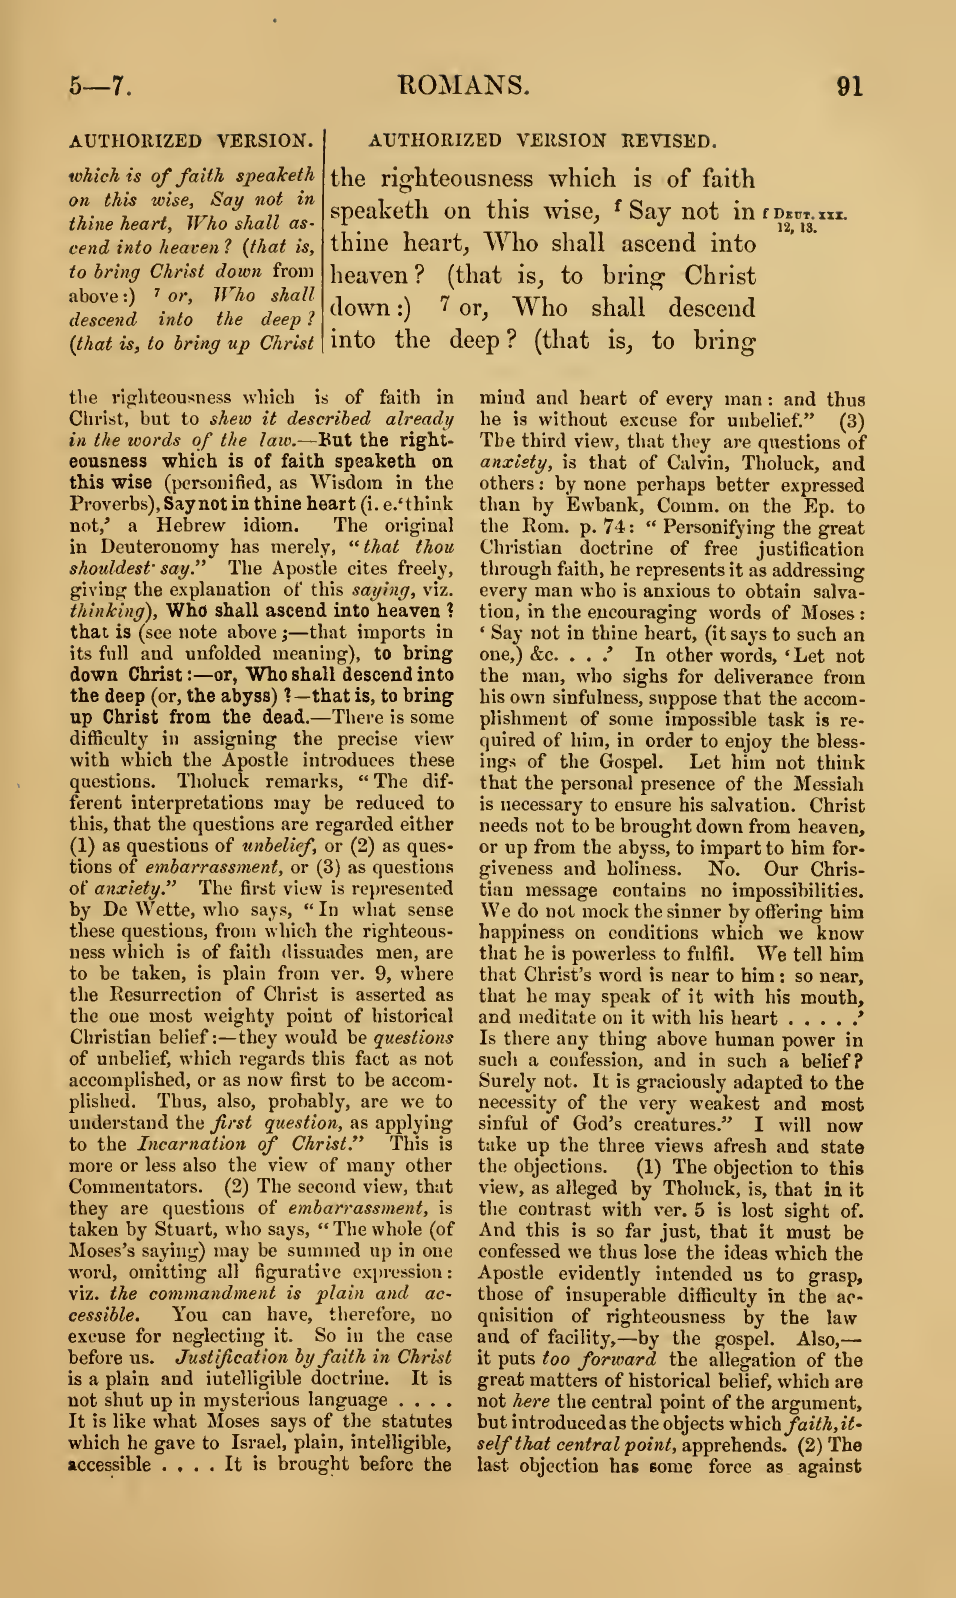 5—7.
ROMANS.
91
AUTHORIZED VERSION.
which is of faith speaketh
on this wise, Say not in
thine heart, Who shall as-
cend into heaven? (that is,
to bring Christ down from
above:) ⁷ or, Who shall
descend into the deep?
(that is, to bring up Christ
AUTHORIZED VERSION REVISED.
the righteousness which is of faith
speaketh on this wise, ᶠ Say not in
thine heart, Who shall ascend into
heaven? (that is, to bring Christ
down:) ⁷ or, Who shall descend
into the deep? (that is, to bring
f DEUT. xxx.
12, 13.
the righteousness which is of faith in
Christ, but to shew it described already
in the words of the law.—But the right-
eousness which is of faith speaketh on
this wise (personified, as Wisdom in the
Proverbs), Say not in thine heart (i. e. ‘think
not,’ a Hebrew idiom. The original
in Deuteronomy has merely, “that thou
shouldest say.” The Apostle cites freely,
giving the explanation of this saying, viz.
thinking), Who shall ascend into heaven?
that is (see note above;—that imports in
its full and unfolded meaning), to bring
down Christ:—or, Who shall descend into
the deep (or, the abyss)?—that is, to bring
up Christ from the dead.—There is some
difficulty in assigning the precise view
with which the Apostle introduces these
questions. Tholuck remarks, “The dif-
ferent interpretations may be reduced to
this, that the questions are regarded either
(1) as questions of unbelief, or (2) as ques-
tions of embarrassment, or (3) as questions
of anxiety.” The first view is represented
by De Wette, who says, “In what sense
these questions, from which the righteous-
ness which is of faith dissuades men, are
to be taken, is plain from ver. 9, where
the Resurrection of Christ is asserted as
the one most weighty point of historical
Christian belief:—they would be questions
of unbelief, which regards this fact as not
accomplished, or as now first to be accom-
plished. Thus, also, probably, are we to
understand the first question, as applying
to the Incarnation of Christ.” This is
more or less also the view of many other
Commentators. (2) The second view, that
they are questions of embarrassment, is
taken by Stuart, who says, “The whole (of
Moses's saying) may be summed up in one
word, omitting all figurative expression:
viz. the commandment is plain and ac-
cessible. You can have, therefore, no
excuse for neglecting it. So in the case
before us. Justification by faith in Christ
is a plain and intelligible doctrine. It is
not shut up in mysterious language . . . .
It is like what Moses says of the statutes
which he gave to Israel, plain, intelligible,
accessible . . . . It is brought before the
mind and heart of every man: and thus
he is without excuse for unbelief.” (3)
The third view, that they are questions of
anxiety, is that of Calvin, Tholuck, and
others: by none perhaps better expressed
than by Ewbank, Comm. on the Ep. to
the Rom. p. 74: “Personifying the great
Christian doctrine of free justification
through faith, he represents it as addressing
every man who is anxious to obtain salva-
tion, in the encouraging words of Moses:
‘Say not in thine heart, (it says to such an
one,) &c. . . .’ In other words, ‘Let not
the man, who sighs for deliverance from
his own sinfulness, suppose that the accom-
plishment of some impossible task is re-
quired of him, in order to enjoy the bless-
ings of the Gospel. Let him not think
that the personal presence of the Messiah
is necessary to ensure his salvation. Christ
needs not to be brought down from heaven,
or up from the abyss, to impart to him for-
giveness and holiness. No. Our Chris-
tian message contains no impossibilities.
We do not mock the sinner by offering him
happiness on conditions which we know
that he is powerless to fulfil. We tell him
that Christ's word is near to him: so near,
that he may speak of it with his mouth,
and meditate on it with his heart . . . . .’
Is there any thing above human power in
such a confession, and in such a belief?
Surely not. It is graciously adapted to the
necessity of the very weakest and most
sinful of God's creatures.” I will now
take up the three views afresh and state
the objections. (1) The objection to this
view, as alleged by Tholuck, is, that in it
the contrast with ver. 5 is lost sight of.
And this is so far just, that it must be
confessed we thus lose the ideas which the
Apostle evidently intended us to grasp,
those of insuperable difficulty in the ac-
quisition of righteousness by the law
and of facility,—by the gospel. Also,—
it puts too forward the allegation of the
great matters of historical belief, which are
not here the central point of the argument,
but introduced as the objects which faith, it-
self that central point, apprehends. (2) The
last objection has some force as against